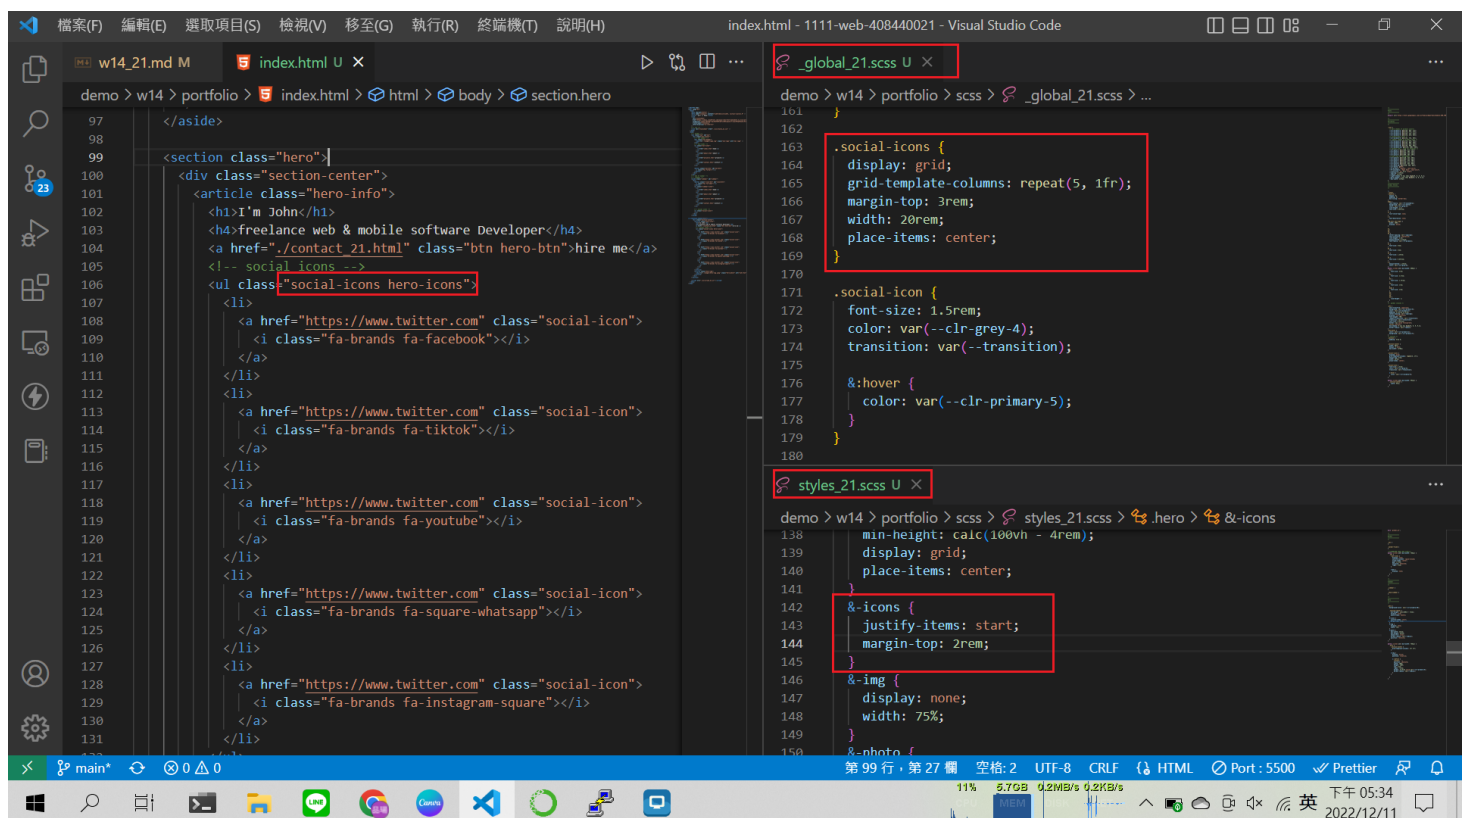 檔案(F) 編輯(E) 選取項目(S) 檢視(V) 移至(G) 執行(R) 終端機(T) 說明(H) index.html - 1111-web-408440021 - Visual Studio Code
w14_21.md M index.html U
demo > w14 > portfolio > index.html > html > body > section.hero
97 </aside>
98
99 <section class="hero">
100 <div class="section-center">
101 <article class="hero-info">
102 <h1>I'm John</h1>
103 <h4>freelance web & mobile software Developer</h4>
104 <a href="./contact_21.html" class="btn hero-btn">hire me</a>
105 <!-- social icons -->
106 <ul class="social-icons hero-icons">
107 <li>
108 <a href="https://www.twitter.com" class="social-icon">
109 <i class="fa-brands fa-facebook"></i>
110 </a>
111 </li>
112 <li>
113 <a href="https://www.twitter.com" class="social-icon">
114 <i class="fa-brands fa-tiktok"></i>
115 </a>
116 </li>
117 <li>
118 <a href="https://www.twitter.com" class="social-icon">
119 <i class="fa-brands fa-youtube"></i>
120 </a>
121 </li>
122 <li>
123 <a href="https://www.twitter.com" class="social-icon">
124 <i class="fa-brands fa-square-whatsapp"></i>
125 </a>
126 </li>
127 <li>
128 <a href="https://www.twitter.com" class="social-icon">
129 <i class="fa-brands fa-instagram-square"></i>
130 </a>
131 </li>
_global_21.scss U
demo > w14 > portfolio > scss > _global_21.scss > ...
161 }
162
163 .social-icons {
164 display: grid;
165 grid-template-columns: repeat(5, 1fr);
166 margin-top: 3rem;
167 width: 20rem;
168 place-items: center;
169 }
170
171 .social-icon {
172 font-size: 1.5rem;
173 color: var(--clr-grey-4);
174 transition: var(--transition);
175
176 &:hover {
177 color: var(--clr-primary-5);
178 }
179 }
180
styles_21.scss U
demo > w14 > portfolio > scss > styles_21.scss > .hero > &-icons
138 min-height: calc(100vh - 4rem);
139 display: grid;
140 place-items: center;
141 }
142 &-icons {
143 justify-items: start;
144 margin-top: 2rem;
145 }
146 &-img {
147 display: none;
148 width: 75%;
149 }
150 &-photo {
23
main* 0 0 第 99 行，第 27 欄 空格: 2 UTF-8 CRLF HTML Port : 5500 Prettier
LINE Canva 11% 5.7GB 0.2MB/s 0.2KB/s MEM 英 下午 05:34
2022/12/11